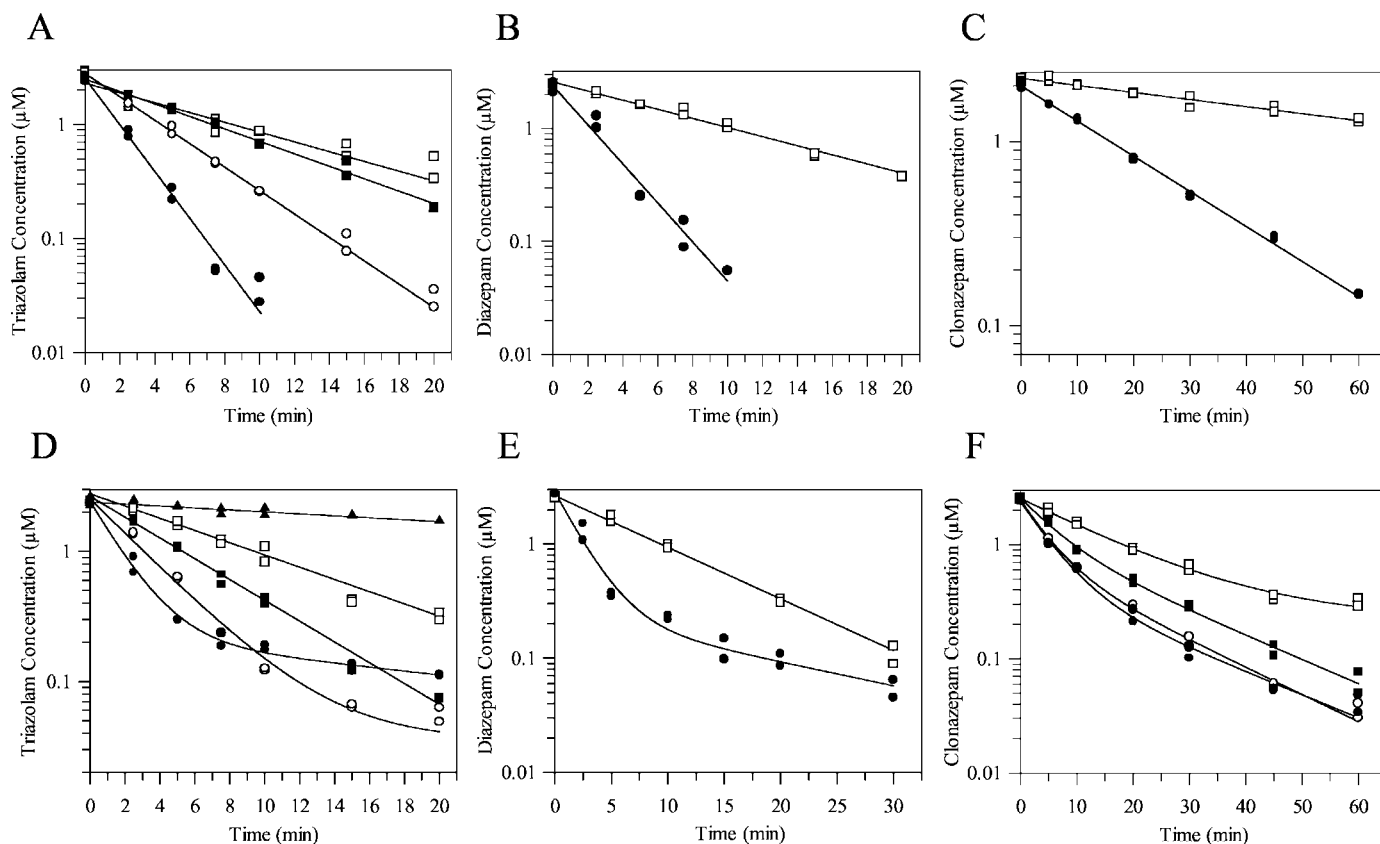 A
Triazolam Concentration (μM)
1
0.1
0.01
0 2 4 6 8 10 12 14 16 18 20
Time (min)
B
Diazepam Concentration (μM)
1
0.1
0.01
0 2 4 6 8 10 12 14 16 18 20
Time (min)
C
Clonazepam Concentration (μM)
1
0.1
0 10 20 30 40 50 60
Time (min)
D
Triazolam Concentration (μM)
1
0.1
0 2 4 6 8 10 12 14 16 18 20
Time (min)
E
Diazepam Concentration (μM)
1
0.1
0.01
0 5 10 15 20 25 30
Time (min)
F
Clonazepam Concentration (μM)
1
0.1
0.01
0 10 20 30 40 50 60
Time (min)